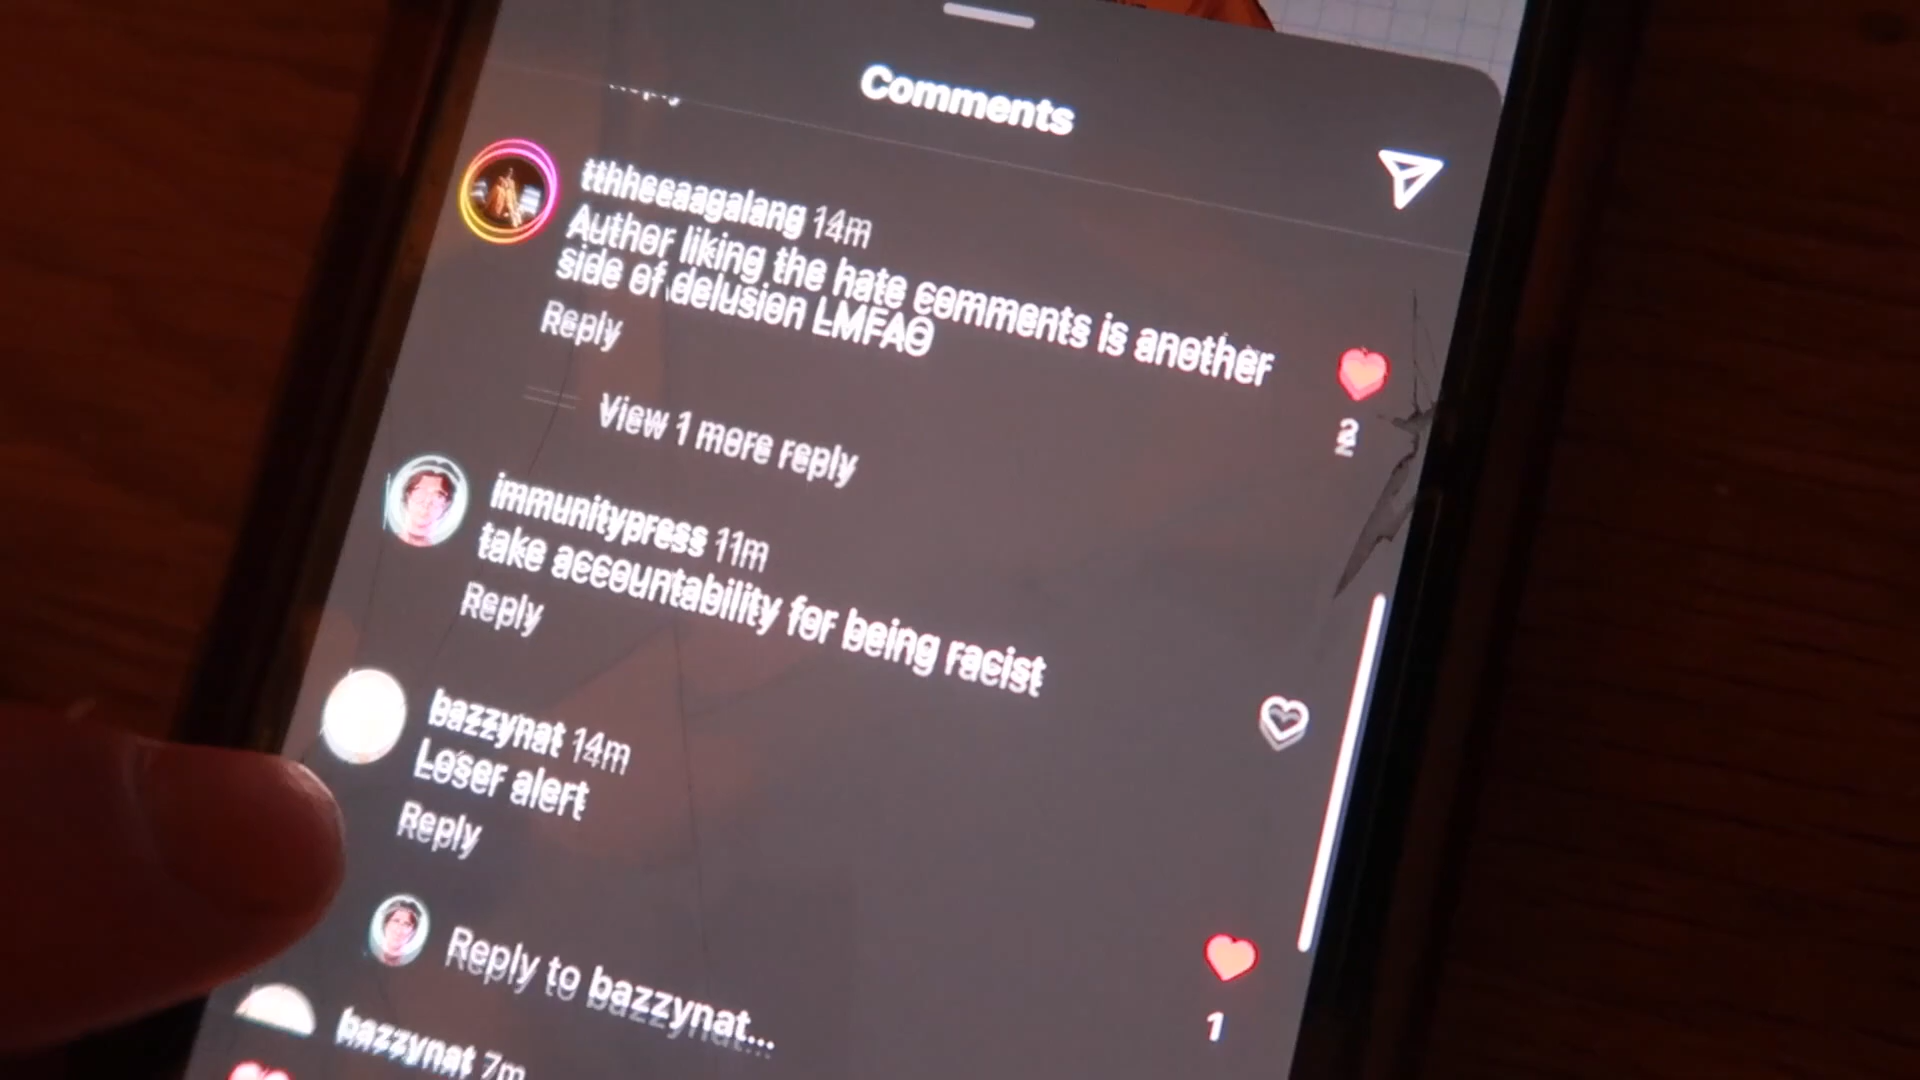 Comments
Reply
tthheeaagalang 14m
Author liking the hate comments is another
side of delusion LMFAO
Reply
2
View 1 more reply
immunitypress 11m
take accountability for being racist
Reply
bazzynat 14m
Loser alert
Reply
Reply to bazzynat...
1
bazzynat 7m